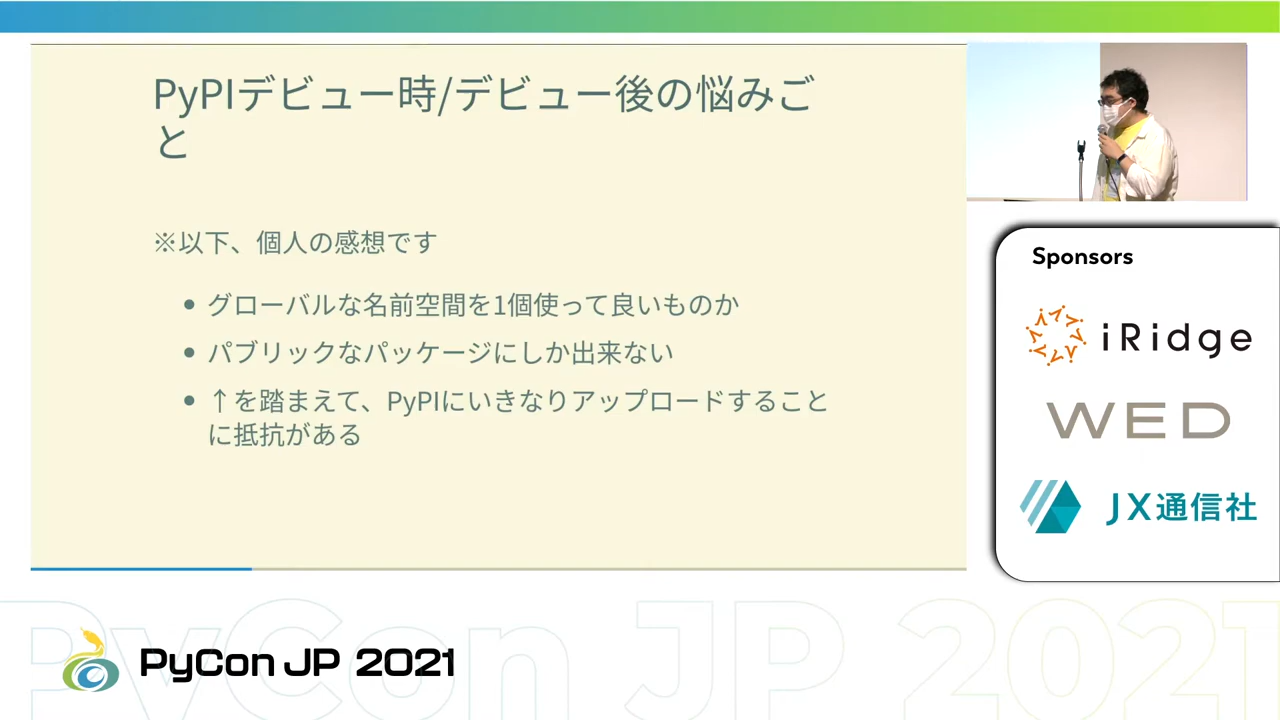 PyPIデビュー時/デビュー後の悩みご
と
※以下、個人の感想です
グローバルな名前空間を1個使って良いものか
パブリックなパッケージにしか出来ない
↑を踏まえて、PyPIにいきなりアップロードすること
に抵抗がある
Sponsors
iRidge
WED
JX通信社
PyCon JP 2021
PyCon JP 2021